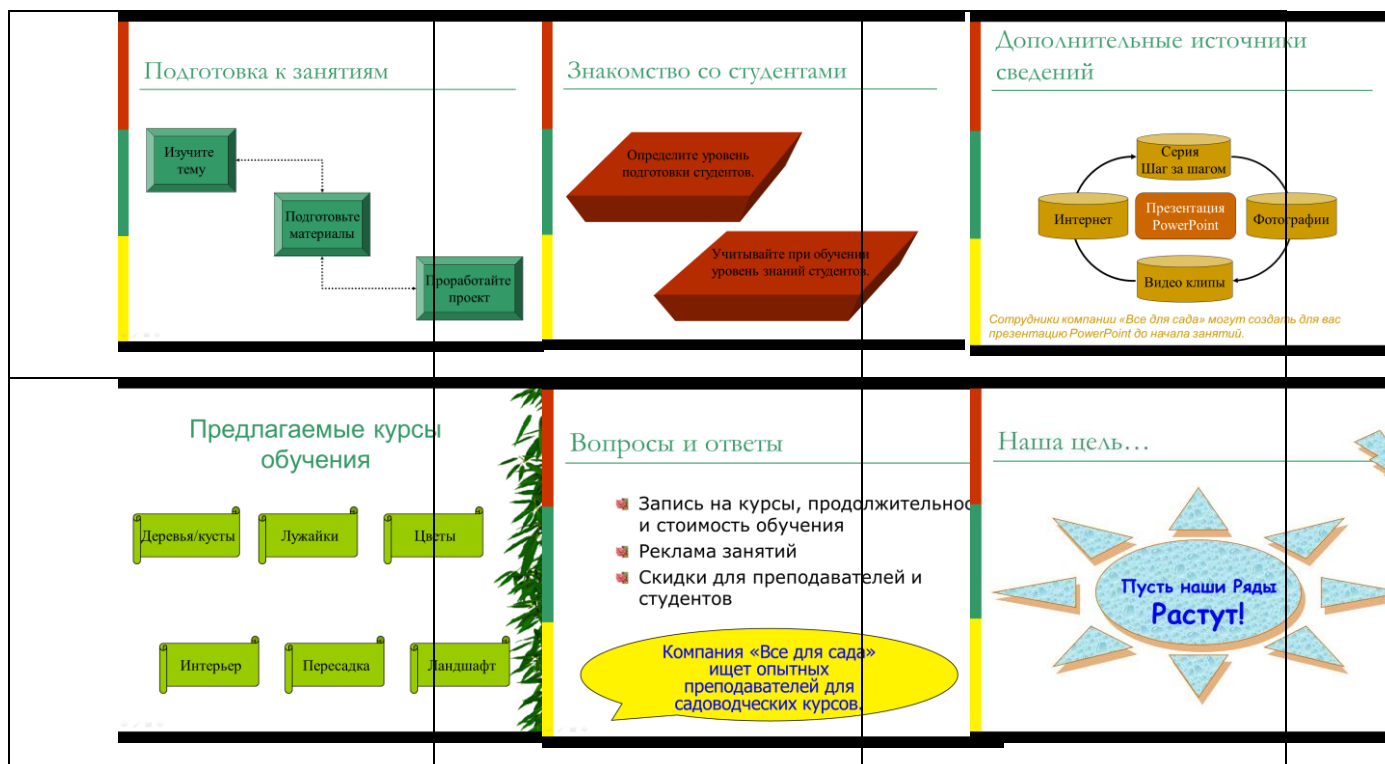 Подготовка к занятиям
Изучите
тему
Подготовьте
материалы
Проработайте
проект
Знакомство со студентами
Определите уровень
подготовки студентов.
Учитывайте при обучении
уровень знаний студентов.
Дополнительные источники
сведений
Серия
Шаг за шагом
Интернет
Презентация
PowerPoint
Фотографии
Видео клипы
Сотрудники компании «Все для сада» могут создать для вас
презентацию PowerPoint до начала занятий.
Предлагаемые курсы
обучения
Деревья/кусты
Лужайки
Цветы
Интерьер
Пересадка
Ландшафт
Вопросы и ответы
Запись на курсы, продолжительнос
и стоимость обучения
Реклама занятий
Скидки для преподавателей и
студентов
Компания «Все для сада»
ищет опытных
преподавателей для
садоводческих курсов.
Наша цель…
Пусть наши Ряды
Растут!